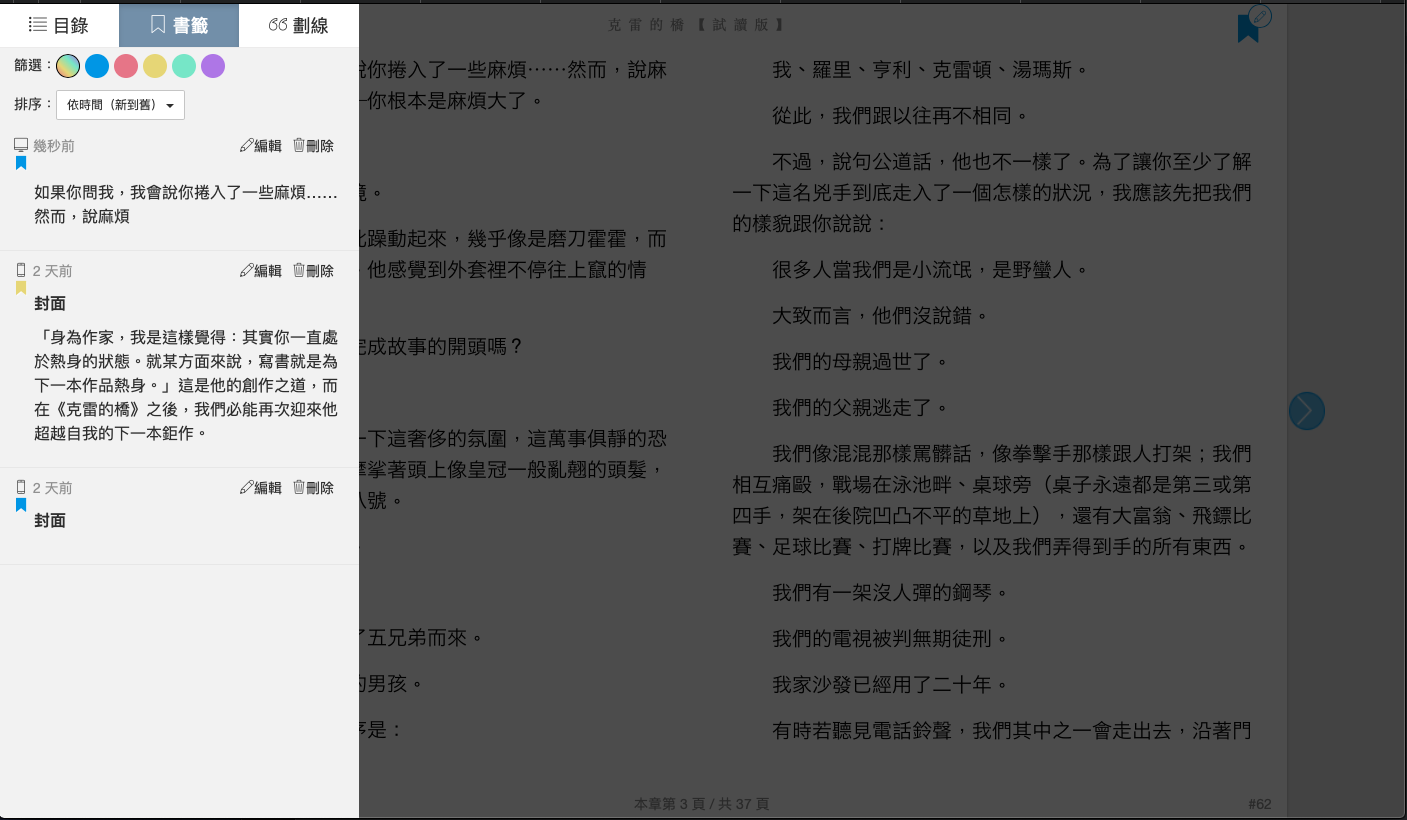 目錄
書籤
劃線
篩選：
排序：
依時間（新到舊）
幾秒前
編輯
刪除
如果你問我，我會說你捲入了一些麻煩……
然而，說麻煩
2 天前
編輯
刪除
封面
「身為作家，我是這樣覺得：其實你一直處
於熱身的狀態。就某方面來說，寫書就是為
下一本作品熱身。」這是他的創作之道，而
在《克雷的橋》之後，我們必能再次迎來他
超越自我的下一本鉅作。
2 天前
編輯
刪除
封面
克雷的橋【試讀版】
你捲入了一些麻煩……然而，說麻
你根本是麻煩大了。
。
躁動起來，幾乎像是磨刀霍霍，而
他感覺到外套裡不停往上竄的情
完成故事的開頭嗎？
一下這奢侈的氛圍，這萬事俱靜的恐
挲著頭上像皇冠一般亂翹的頭髮，
號。
五兄弟而來。
男孩。
是：
我、羅里、亨利、克雷頓、湯瑪斯。
從此，我們跟以往再不相同。
不過，說句公道話，他也不一樣了。為了讓你至少了解
一下這名兇手到底走入了一個怎樣的狀況，我應該先把我們
的樣貌跟你說說：
很多人當我們是小流氓，是野蠻人。
大致而言，他們沒說錯。
我們的母親過世了。
我們的父親逃走了。
我們像混混那樣罵髒話，像拳擊手那樣跟人打架；我們
相互痛毆，戰場在泳池畔、桌球旁（桌子永遠都是第三或第
四手，架在後院凹凸不平的草地上），還有大富翁、飛鏢比
賽、足球比賽、打牌比賽，以及我們弄得到手的所有東西。
我們有一架沒人彈的鋼琴。
我們的電視被判無期徒刑。
我家沙發已經用了二十年。
有時若聽見電話鈴聲，我們其中之一會走出去，沿著門
本章第 3 頁 / 共 37 頁
#62